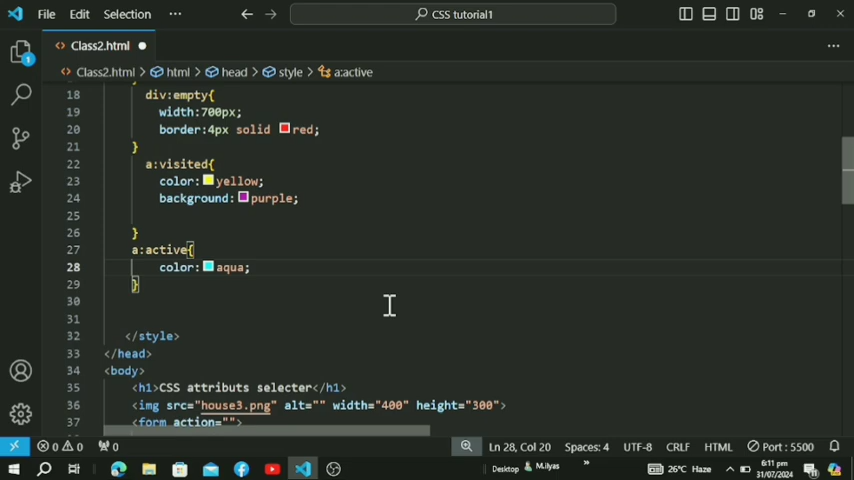 File Edit Selection ··· CSS tutorial1
Class2.html
Class2.html > html > head > style > a:active
18 div:empty{
19 width:700px;
20 border:4px solid red;
21 }
22 a:visited{
23 color: yellow;
24 background: purple;
25
26 }
27 a:active{
28 color: aqua;
29 }
30
31
32 </style>
33 </head>
34 <body>
35 <h1>CSS attributs selecter</h1>
36 <img src="house3.png" alt="" width="400" height="300">
37 <form action="">
1
0 0 0 Ln 28, Col 20 Spaces: 4 UTF-8 CRLF HTML Port : 5500
Desktop M.ilyas » 26°C Haze 6:11 pm
31/07/2024